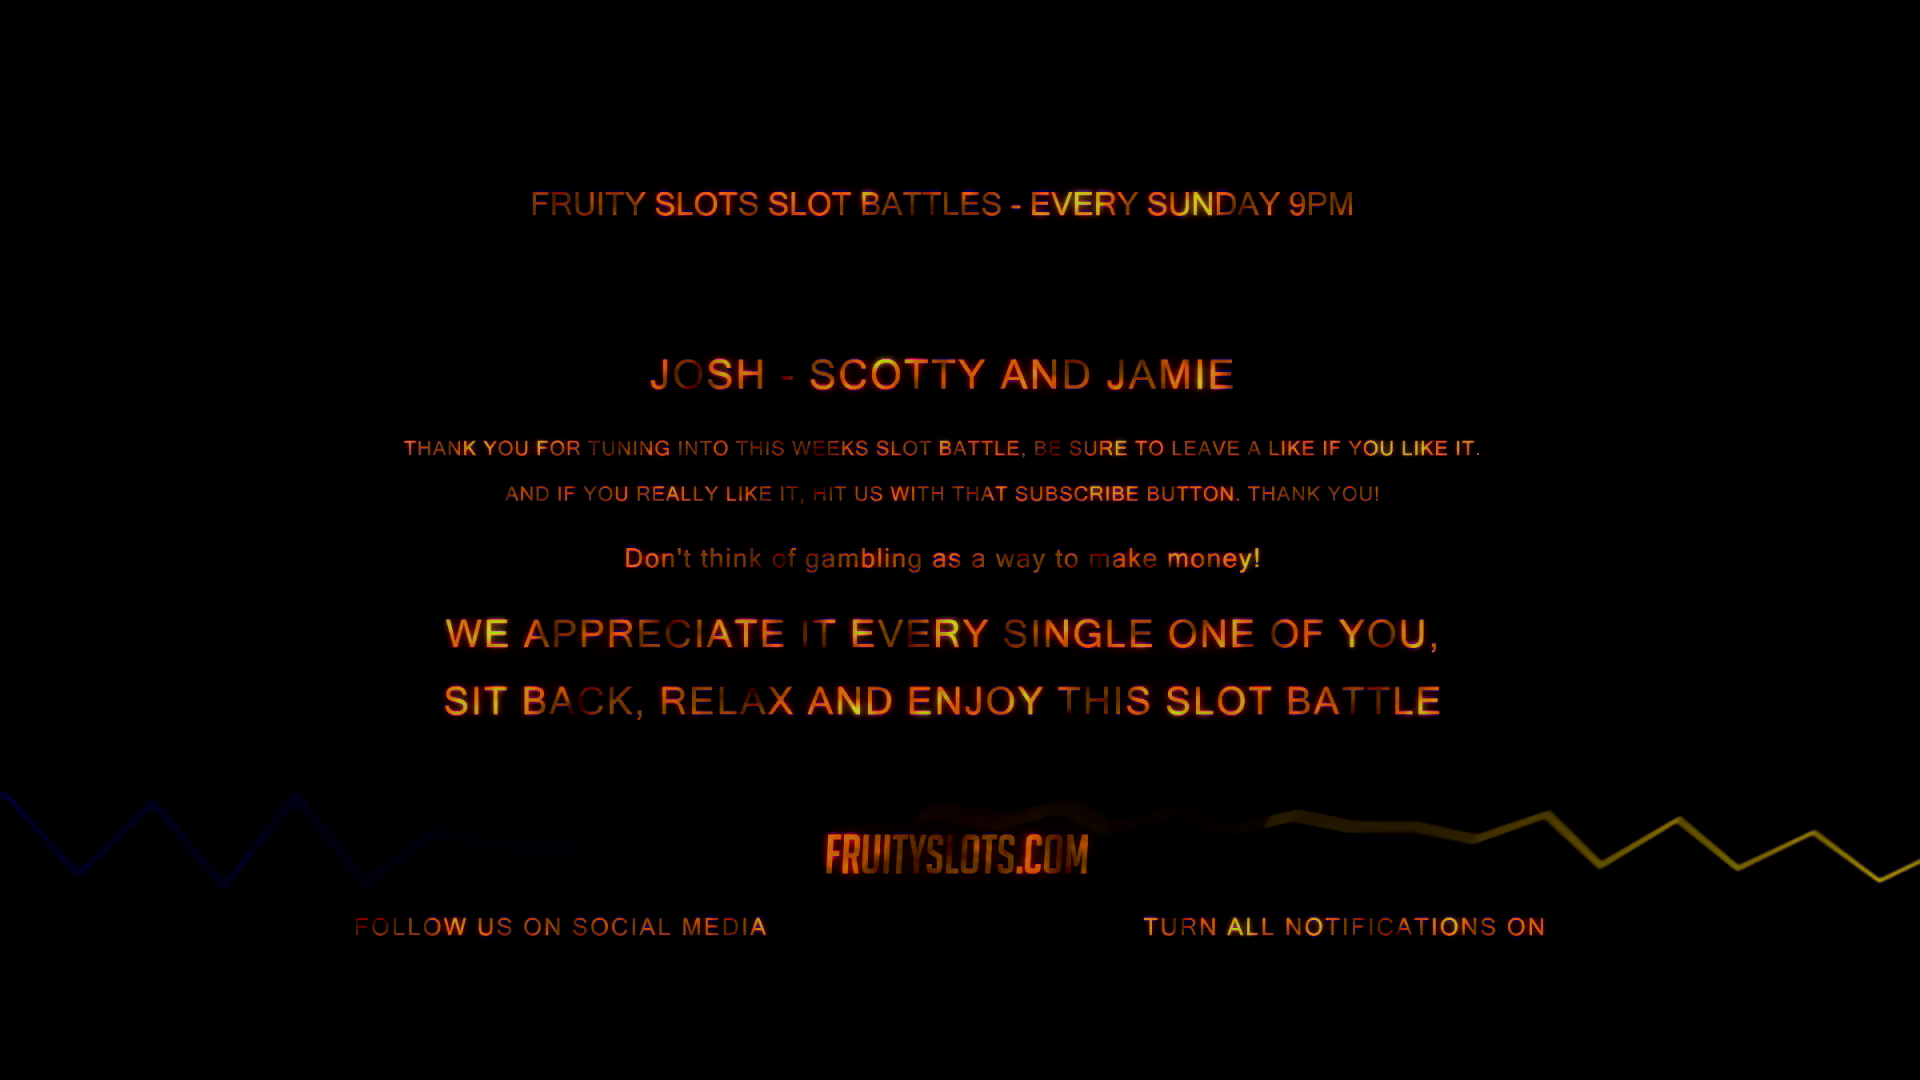 FRUITY SLOTS SLOT BATTLES - EVERY SUNDAY 9PM
JOSH - SCOTTY AND JAMIE
THANK YOU FOR TUNING INTO THIS WEEKS SLOT BATTLE, BE SURE TO LEAVE A LIKE IF YOU LIKE IT.
AND IF YOU REALLY LIKE IT, HIT US WITH THAT SUBSCRIBE BUTTON. THANK YOU!
Don't think of gambling as a way to make money!
WE APPRECIATE IT EVERY SINGLE ONE OF YOU,
SIT BACK, RELAX AND ENJOY THIS SLOT BATTLE
FRUITYSLOTS.COM
FOLLOW US ON SOCIAL MEDIA
TURN ALL NOTIFICATIONS ON